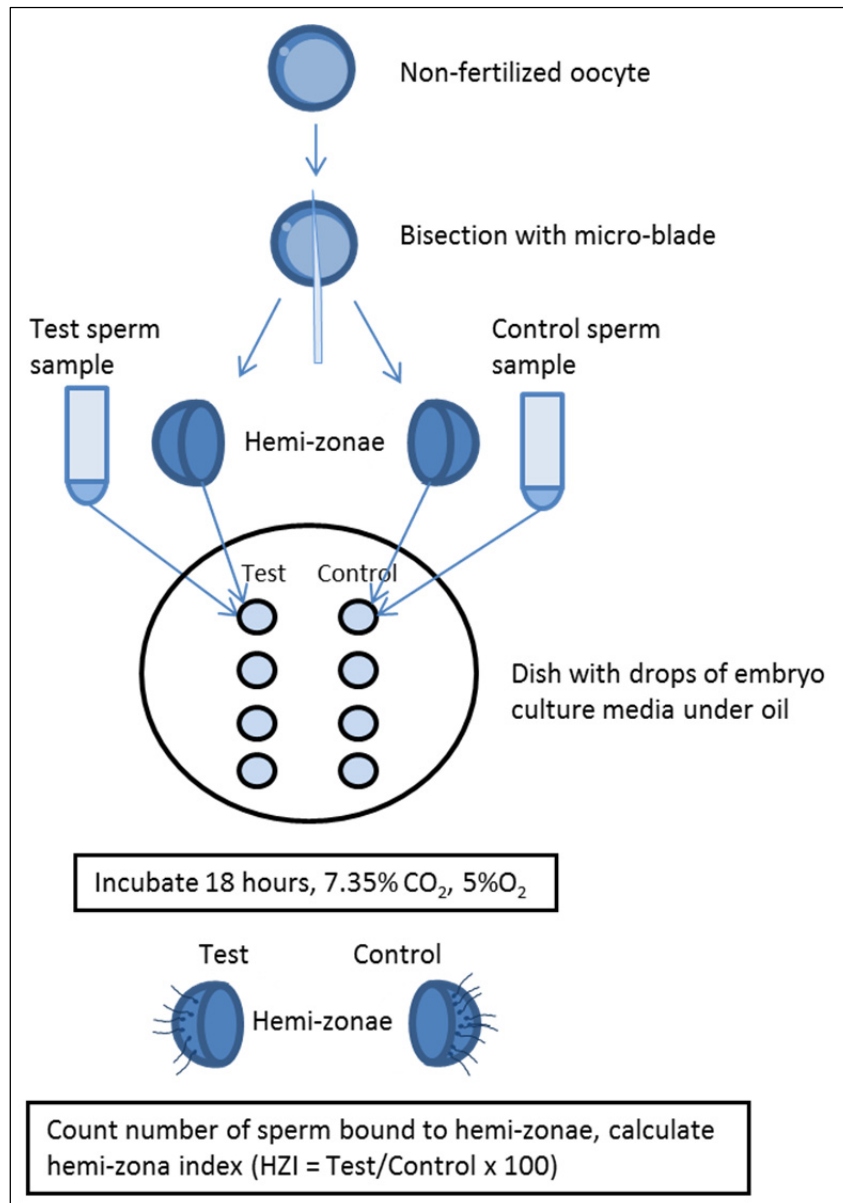 Non-fertilized oocyte
Bisection with micro-blade
Test sperm
sample
Control sperm
sample
Hemi-zonae
Test
Control
Dish with drops of embryo
culture media under oil
Incubate 18 hours, 7.35% CO₂, 5%O₂
Test
Control
Hemi-zonae
Count number of sperm bound to hemi-zonae, calculate
hemi-zona index (HZI = Test/Control x 100)